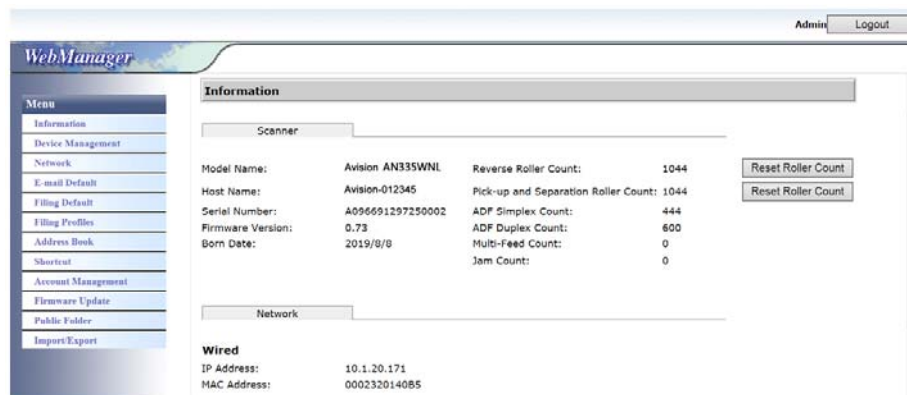 Admin Logout
WebManager
Menu
Information
Device Management
Network
E-mail Default
Filing Default
Filing Profiles
Address Book
Shortcut
Account Management
Firmware Update
Public Folder
Import/Export
Information
Scanner
Model Name: Avision AN335WNL Reverse Roller Count: 1044 Reset Roller Count
Host Name: Avision-012345 Pick-up and Separation Roller Count: 1044 Reset Roller Count
Serial Number: A096691297250002 ADF Simplex Count: 444
Firmware Version: 0.73 ADF Duplex Count: 600
Born Date: 2019/8/8 Multi-Feed Count: 0
Jam Count: 0
Network
Wired
IP Address: 10.1.20.171
MAC Address: 0002320140B5